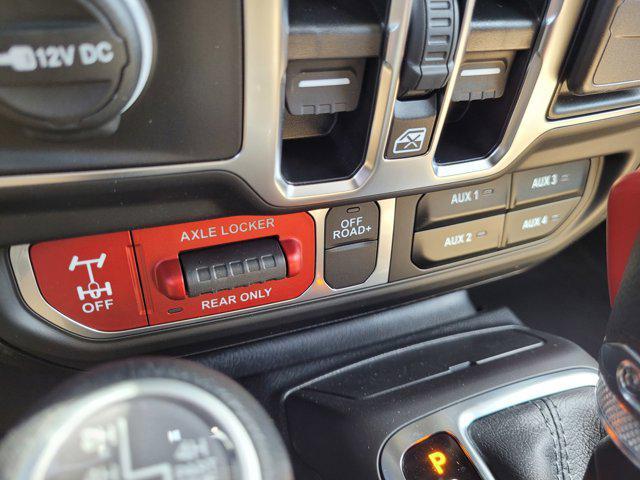 12V DC
AUX 1
AUX 3
AUX 2
AUX 4
AXLE LOCKER
OFF
ROAD+
OFF
REAR ONLY
P